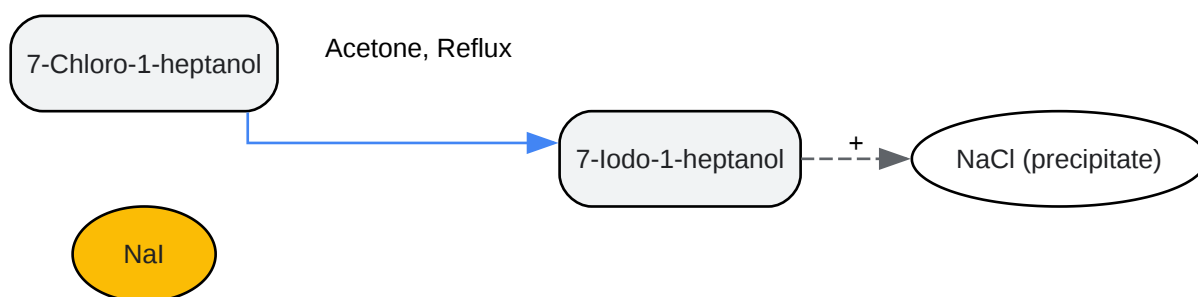 Acetone, Reflux
7-Chloro-1-heptanol
+
7-Iodo-1-heptanol
NaCl (precipitate)
NaI